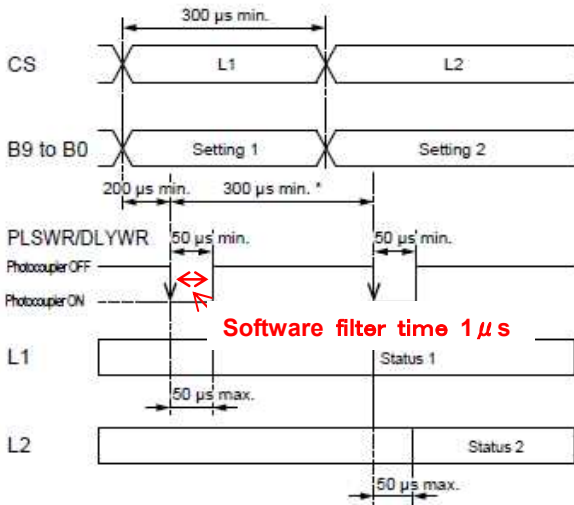 300 µs min.
CS
L1
L2
B9 to B0
Setting 1
Setting 2
200 µs min.
300 µs min. *
PLSWR/DLYWR
50 µs min.
50 µs min.
Photocoupler OFF
Photocoupler ON
Software filter time 1μs
L1
Status 1
50 µs max.
L2
Status 2
50 µs max.